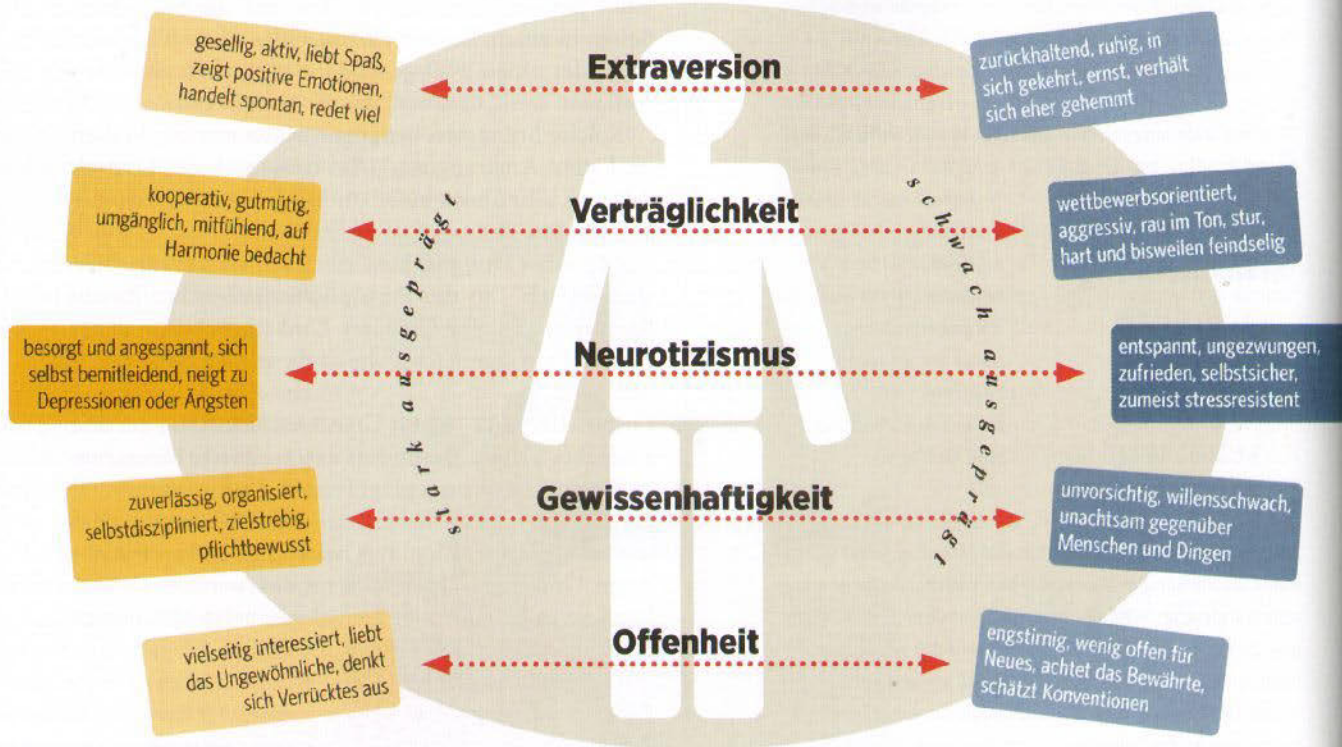 gesellig, aktiv, liebt Spaß,
zeigt positive Emotionen,
handelt spontan, redet viel
Extraversion
zurückhaltend, ruhig, in
sich gekehrt, ernst, verhält
sich eher gehemmt
kooperativ, gutmütig,
umgänglich, mitfühlend, auf
Harmonie bedacht
Verträglichkeit
wettbewerbsorientiert,
aggressiv, rau im Ton, stur,
hart und bisweilen feindselig
stark ausgeprägt
schwach ausgeprägt
besorgt und angespannt, sich
selbst bemitleidend, neigt zu
Depressionen oder Ängsten
Neurotizismus
entspannt, ungezwungen,
zufrieden, selbstsicher,
zumeist stressresistent
zuverlässig, organisiert,
selbstdiszipliniert, zielstrebig,
pflichtbewusst
Gewissenhaftigkeit
unvorsichtig, willensschwach,
unachtsam gegenüber
Menschen und Dingen
vielseitig interessiert, liebt
das Ungewöhnliche, denkt
sich Verrücktes aus
Offenheit
engstirnig, wenig offen für
Neues, achtet das Bewährte,
schätzt Konventionen